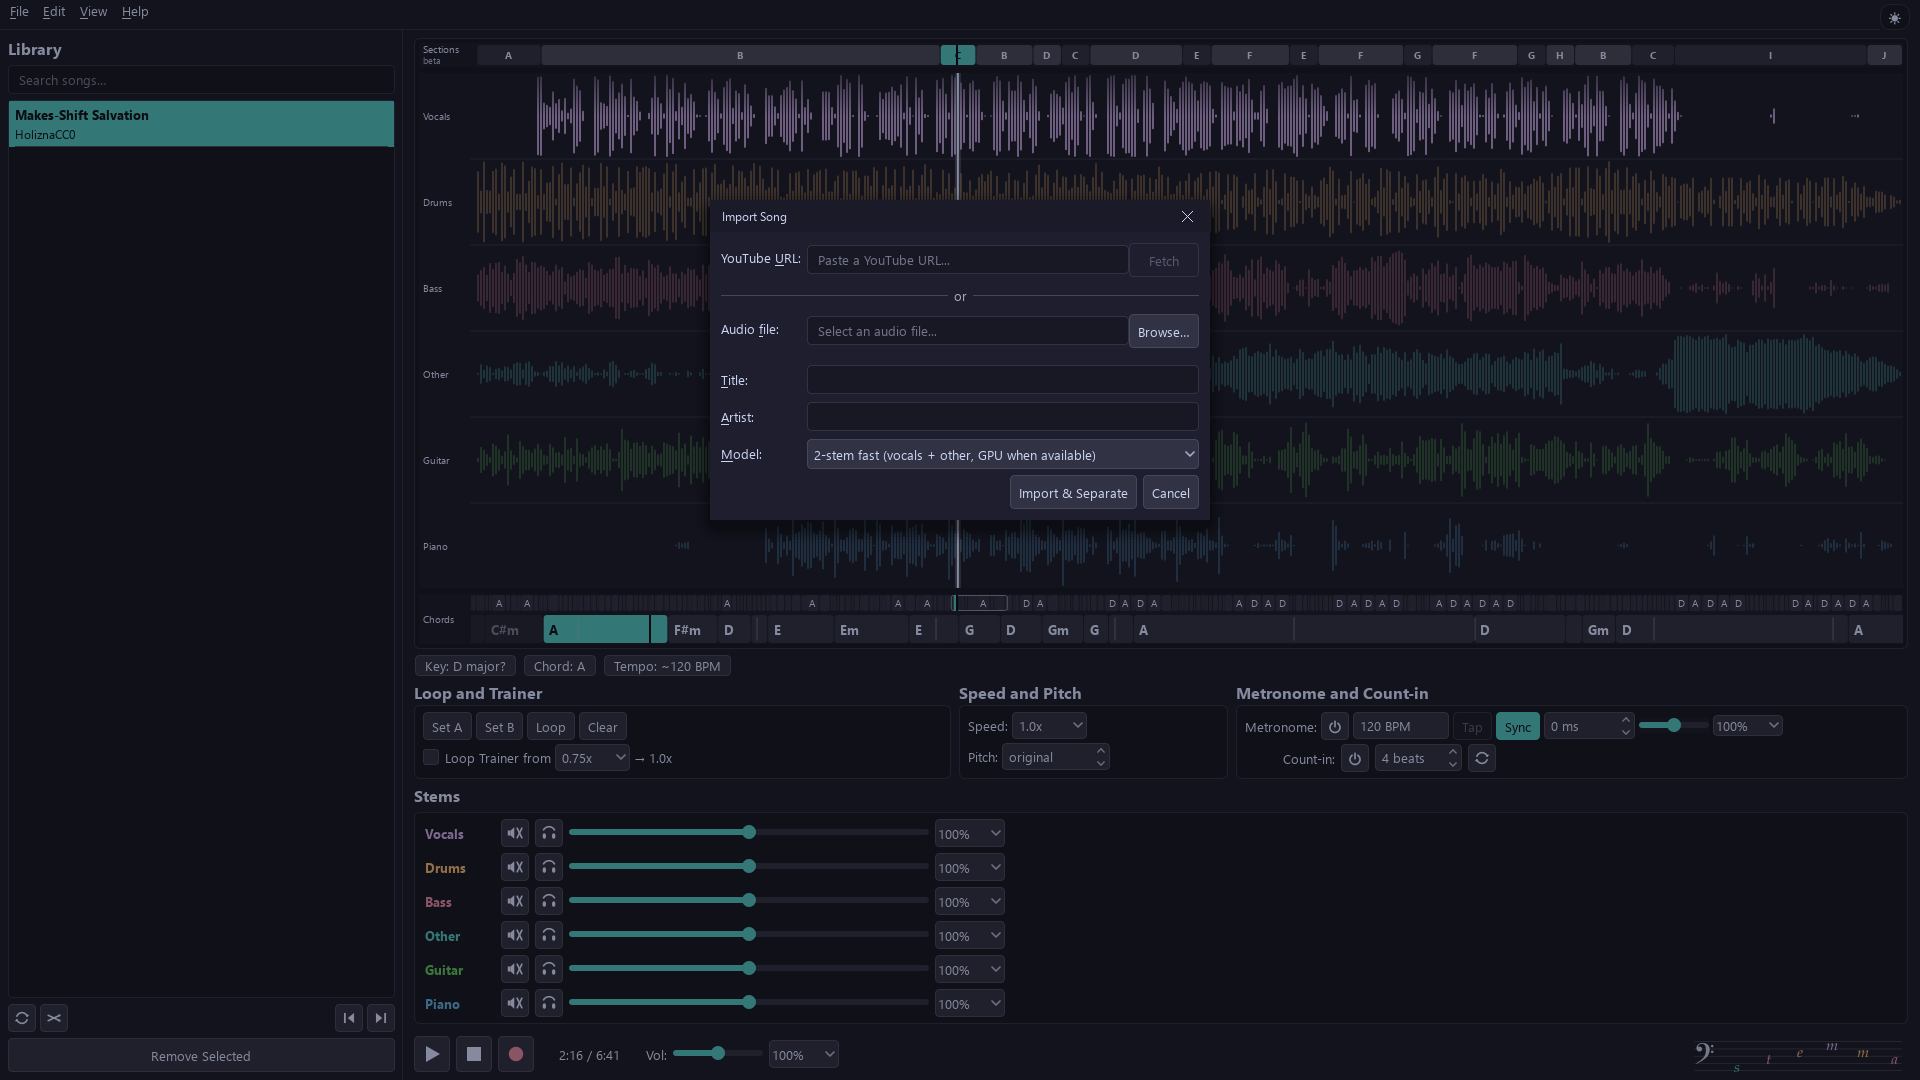 File Edit View Help
Library
Search songs...
Makes-Shift Salvation
HoliznaCC0
Remove Selected
Sections
beta
A B C B D C D E F E F G F G H B C I J
Vocals
Drums
Bass
Other
Guitar
Piano
Import Song
YouTube URL: Paste a YouTube URL... Fetch
or
Audio file: Select an audio file... Browse...
Title:
Artist:
Model: 2-stem fast (vocals + other, GPU when available)
Import & Separate Cancel
A A A A A A A D A D A D A A D A D D A D A D A D A D A D D A D A D A D A D A
Chords
C#m A F#m D E Em E G D Gm G A D Gm D A
Key: D major? Chord: A Tempo: ~120 BPM
Loop and Trainer
Set A Set B Loop Clear
Loop Trainer from 0.75x → 1.0x
Speed and Pitch
Speed: 1.0x
Pitch: original
Metronome and Count-in
Metronome: 120 BPM Tap Sync 0 ms 100%
Count-in: 4 beats
Stems
Vocals 100%
Drums 100%
Bass 100%
Other 100%
Guitar 100%
Piano 100%
2:16 / 6:41 Vol: 100%
stemma